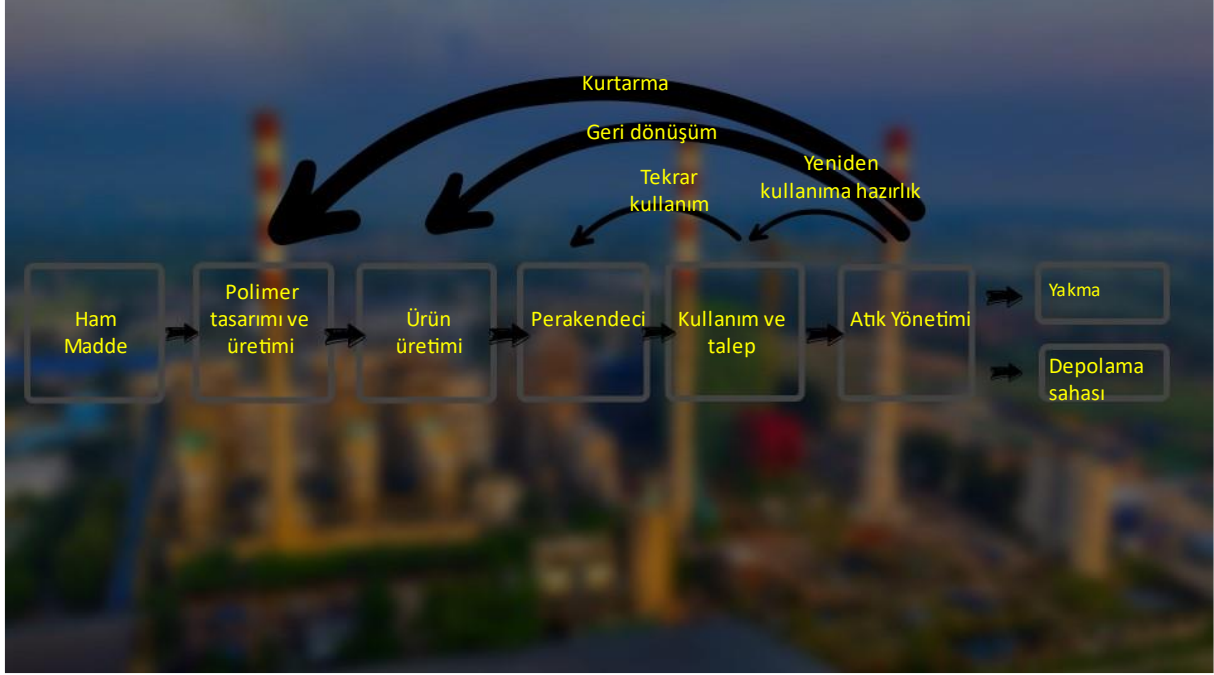 Kurtarma
Geri dönüşüm
Yeniden
kullanıma hazırlık
Tekrar
kullanım
Ham
Madde
Polimer
tasarımı ve
üretimi
Ürün
üretimi
Perakendeci
Kullanım ve
talep
Atık Yönetimi
Yakma
Depolama
sahası